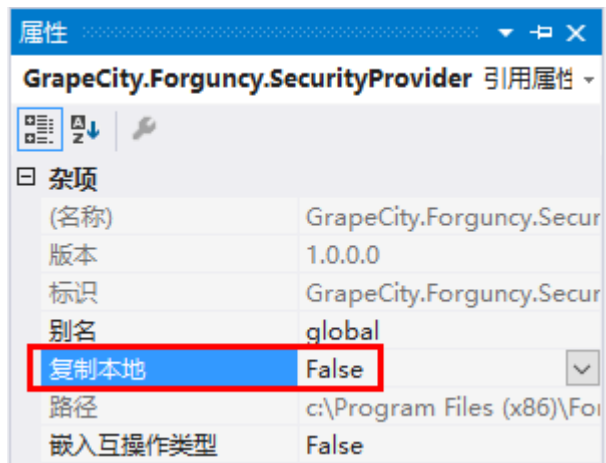 属性
GrapeCity.Forguncy.SecurityProvider 引用属性
杂项
(名称) GrapeCity.Forguncy.Secur
版本 1.0.0.0
标识 GrapeCity.Forguncy.Secur
别名 global
复制本地 False
路径 c:\Program Files (x86)\For
嵌入互操作类型 False